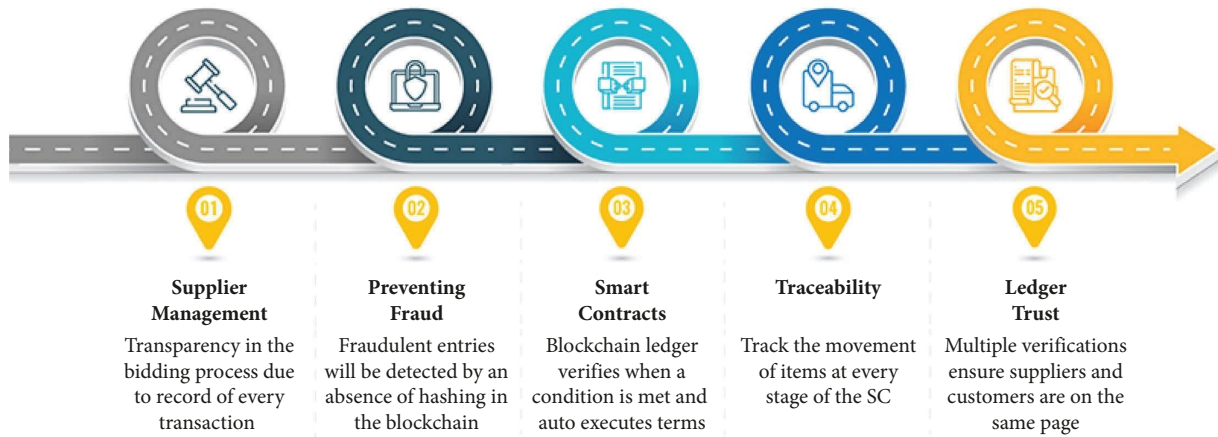 01
Supplier
Management
Transparency in the
bidding process due
to record of every
transaction
02
Preventing
Fraud
Fraudulent entries
will be detected by an
absence of hashing in
the blockchain
03
Smart
Contracts
Blockchain ledger
verifies when a
condition is met and
auto executes terms
04
Traceability
Track the movement
of items at every
stage of the SC
05
Ledger
Trust
Multiple verifications
ensure suppliers and
customers are on the
same page